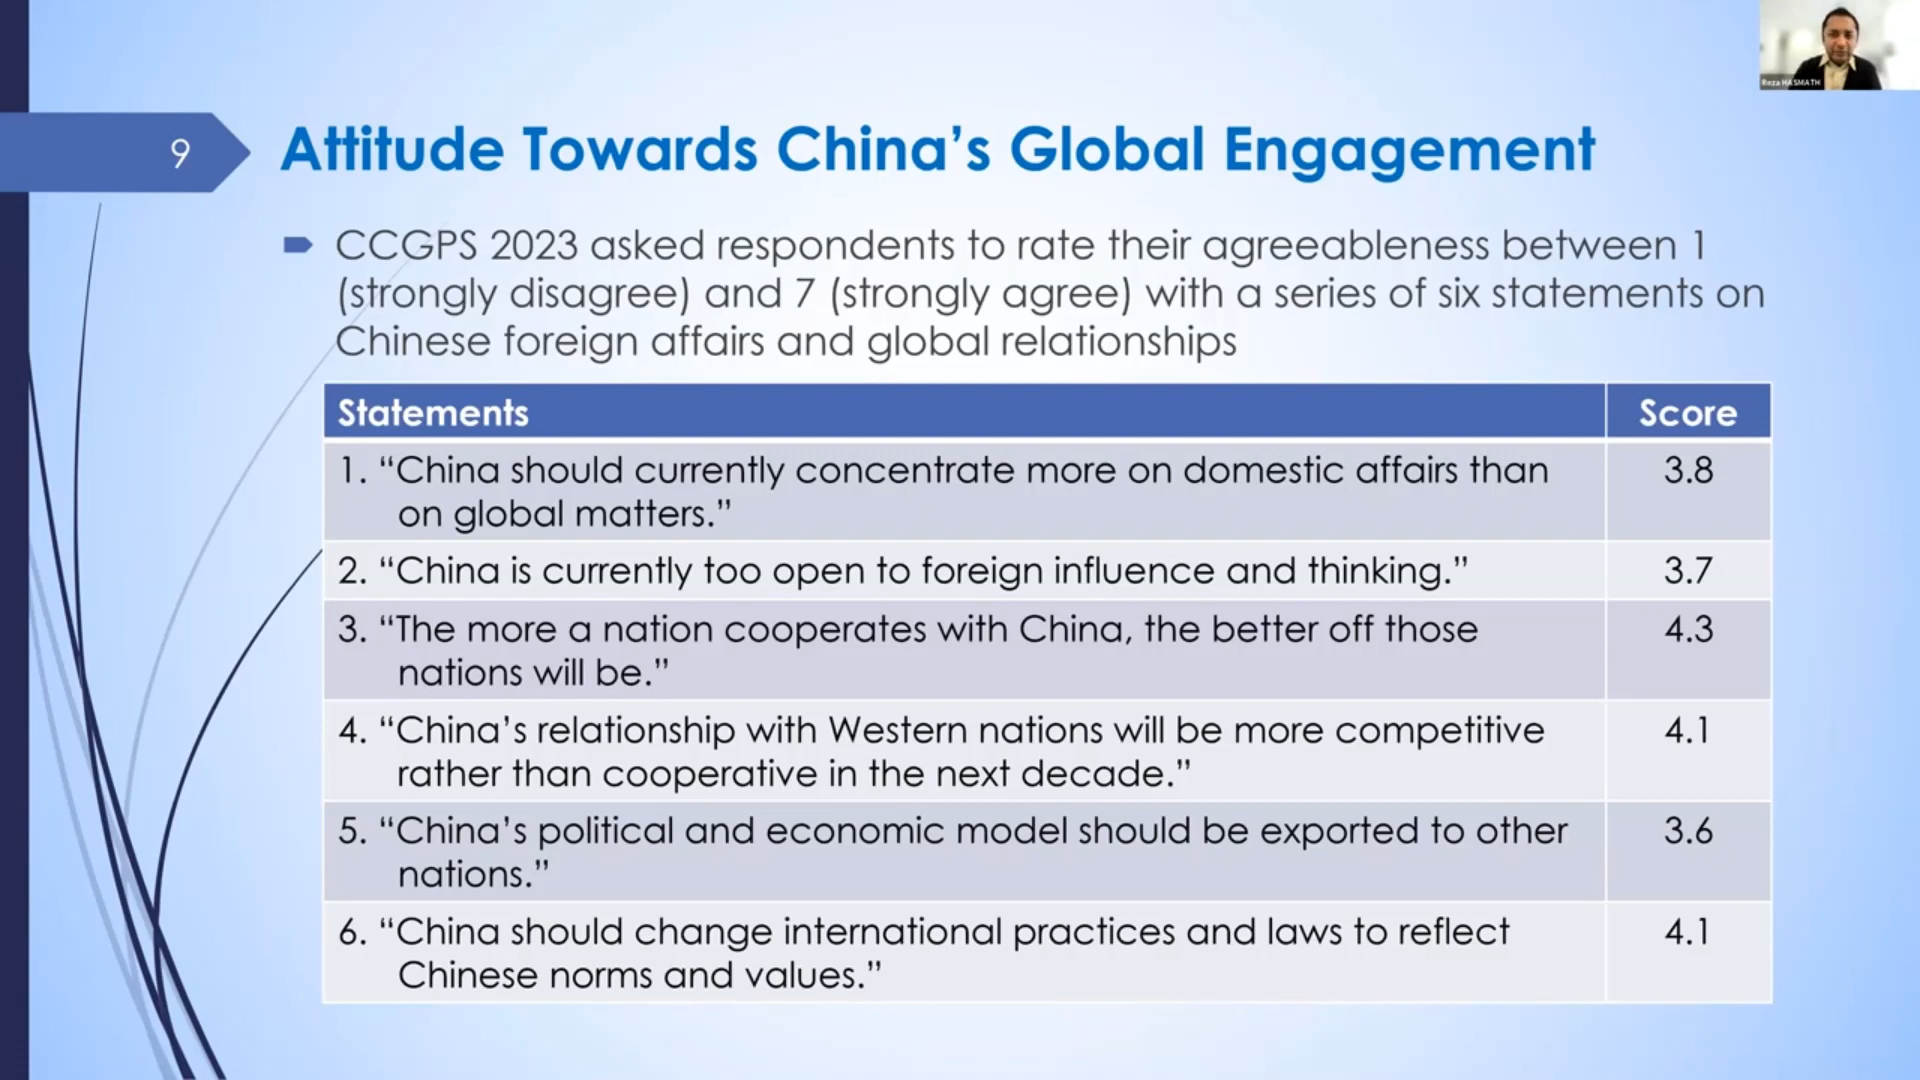 Reza HASMATH
9
Attitude Towards China’s Global Engagement
CCGPS 2023 asked respondents to rate their agreeableness between 1
(strongly disagree) and 7 (strongly agree) with a series of six statements on
Chinese foreign affairs and global relationships
Statements Score
1. “China should currently concentrate more on domestic affairs than 3.8
on global matters.”
2. “China is currently too open to foreign influence and thinking.” 3.7
3. “The more a nation cooperates with China, the better off those 4.3
nations will be.”
4. “China’s relationship with Western nations will be more competitive 4.1
rather than cooperative in the next decade.”
5. “China’s political and economic model should be exported to other 3.6
nations.”
6. “China should change international practices and laws to reflect 4.1
Chinese norms and values.”